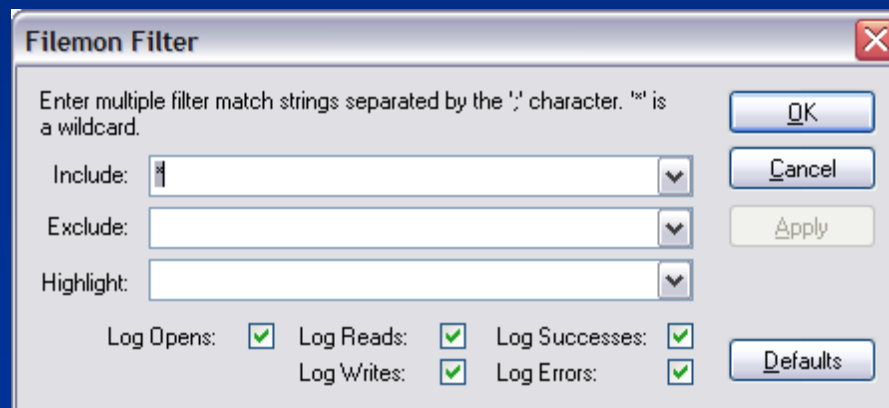 Filemon Filter
Enter multiple filter match strings separated by the ';' character. '*' is
a wildcard.
OK
Include: *
Cancel
Exclude:
Apply
Highlight:
Log Opens: Log Reads: Log Successes:
Log Writes: Log Errors:
Defaults